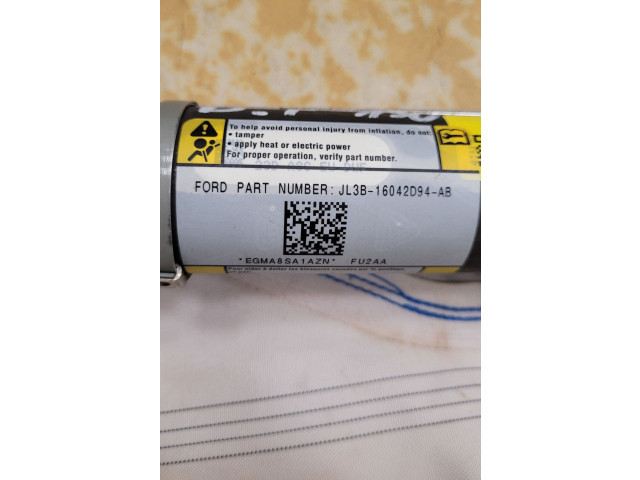 To help avoid personal injury from inflation, do not:
• tamper
• apply heat or electric power
For proper operation, verify part number.
FORD PART NUMBER: JL3B-16042D94-AB
*EGMA8SA1AZN* FU2AA